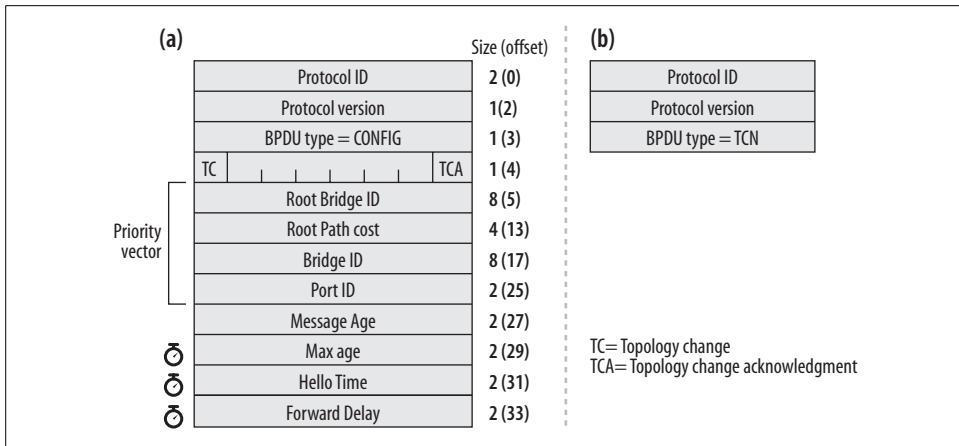 (a)
Size (offset)
Protocol ID 2 (0)
Protocol version 1(2)
BPDU type = CONFIG 1 (3)
TC TCA 1 (4)
Root Bridge ID 8 (5)
Root Path cost 4 (13)
Bridge ID 8 (17)
Port ID 2 (25)
Priority
vector
Message Age 2 (27)
Max age 2 (29)
Hello Time 2 (31)
Forward Delay 2 (33)
(b)
Protocol ID
Protocol version
BPDU type = TCN
TC= Topology change
TCA= Topology change acknowledgment